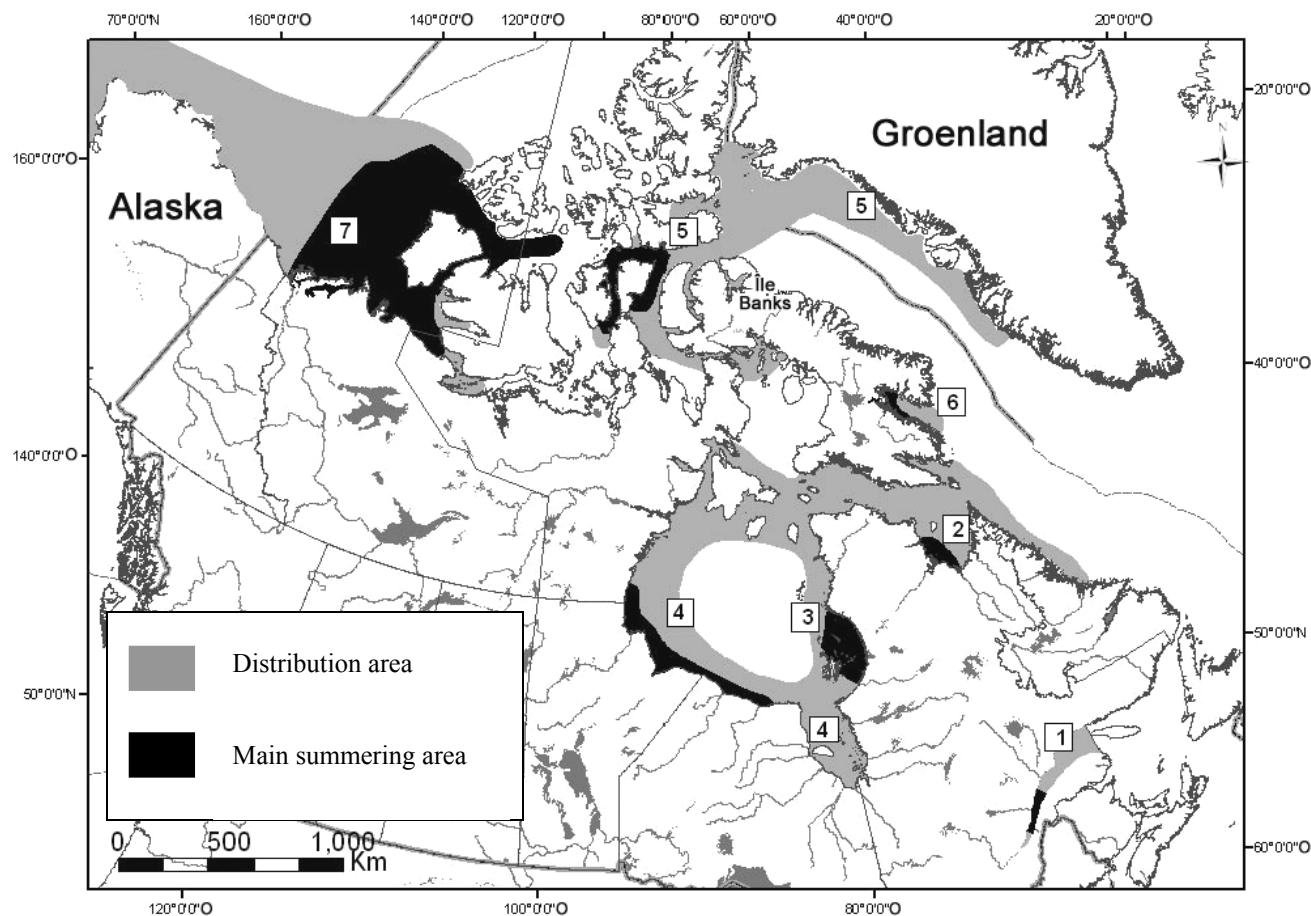 70°0'0"N 160°0'0"O 140°0'0"O 120°0'0"O 80°0'0"O 60°0'0"O 40°0'0"O 20°0'0"O
20°0'0"O
Groenland
N
160°0'0"O
Alaska
5
5
7
Île
Banks
40°0'0"O
6
140°0'0"O
2
4
3
50°0'0"O
Distribution area
50°0'0"N
4
1
Main summering area
0 500 1,000
Km
60°0'0"O
120°0'0"O 100°0'0"O 80°0'0"O